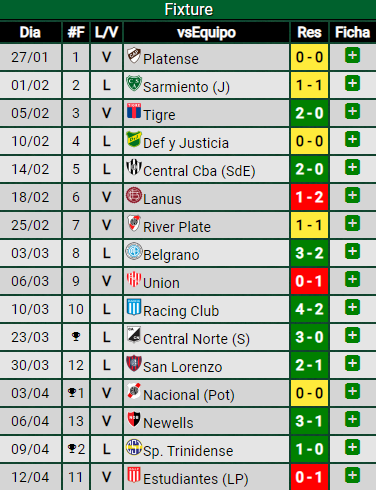 Fixture
Dia #F L/V vsEquipo Res Ficha
27/01 1 V Platense 0 - 0
01/02 2 L Sarmiento (J) 1 - 1
05/02 3 V Tigre 2 - 0
10/02 4 L Def y Justicia 0 - 0
14/02 5 L Central Cba (SdE) 2 - 0
18/02 6 V Lanus 1 - 2
25/02 7 V River Plate 1 - 1
03/03 8 L Belgrano 3 - 2
06/03 9 V Union 0 - 1
10/03 10 L Racing Club 4 - 2
23/03 L Central Norte (S) 3 - 0
30/03 12 L San Lorenzo 2 - 1
03/04 1 V Nacional (Pot) 0 - 0
06/04 13 V Newells 3 - 1
09/04 2 L Sp. Trinidense 1 - 0
12/04 11 V Estudiantes (LP) 0 - 1